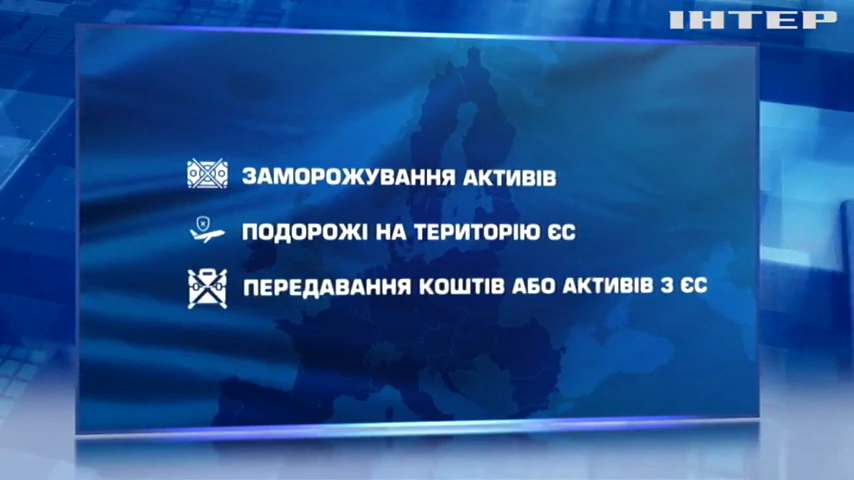 ІНТЕР
ЗАМОРОЖУВАННЯ АКТИВІВ
ПОДОРОЖІ НА ТЕРИТОРІЮ ЄС
ПЕРЕДАВАННЯ КОШТІВ АБО АКТИВІВ З ЄС